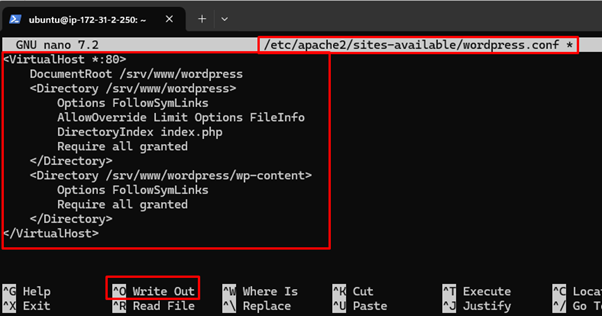 ubuntu@ip-172-31-2-250: ~
GNU nano 7.2 /etc/apache2/sites-available/wordpress.conf *
<VirtualHost *:80>
    DocumentRoot /srv/www/wordpress
    <Directory /srv/www/wordpress>
        Options FollowSymLinks
        AllowOverride Limit Options FileInfo
        DirectoryIndex index.php
        Require all granted
    </Directory>
    <Directory /srv/www/wordpress/wp-content>
        Options FollowSymLinks
        Require all granted
    </Directory>
</VirtualHost>
^G Help ^O Write Out ^W Where Is ^K Cut ^T Execute ^C Loca
^X Exit ^R Read File ^\ Replace ^U Paste ^J Justify ^/ Go T